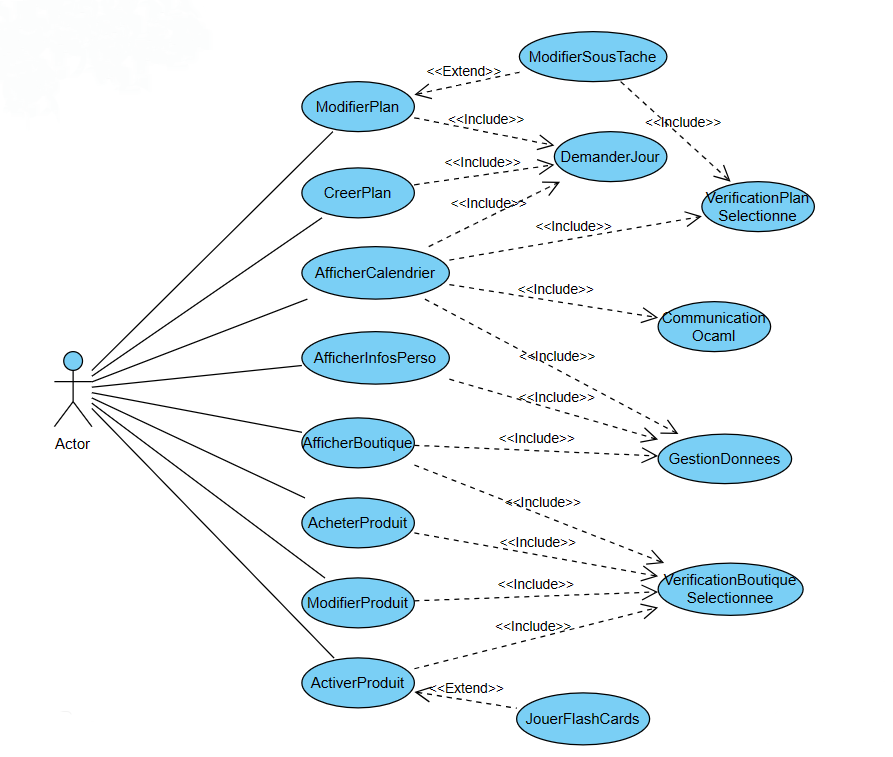 ModifierSousTache
<<Extend>>
ModifierPlan
<<Include>>
<<Include>>
DemanderJour
<<Include>>
CreerPlan
VerificationPlan
Selectionne
<<Include>>
<<Include>>
AfficherCalendrier
<<Include>>
Communication
Ocaml
AfficherInfosPerso
<<Include>>
<<Include>>
Actor
AfficherBoutique
<<Include>>
GestionDonnees
<<Include>>
AcheterProduit
<<Include>>
VerificationBoutique
Selectionnee
<<Include>>
ModifierProduit
<<Include>>
ActiverProduit
<<Extend>>
JouerFlashCards